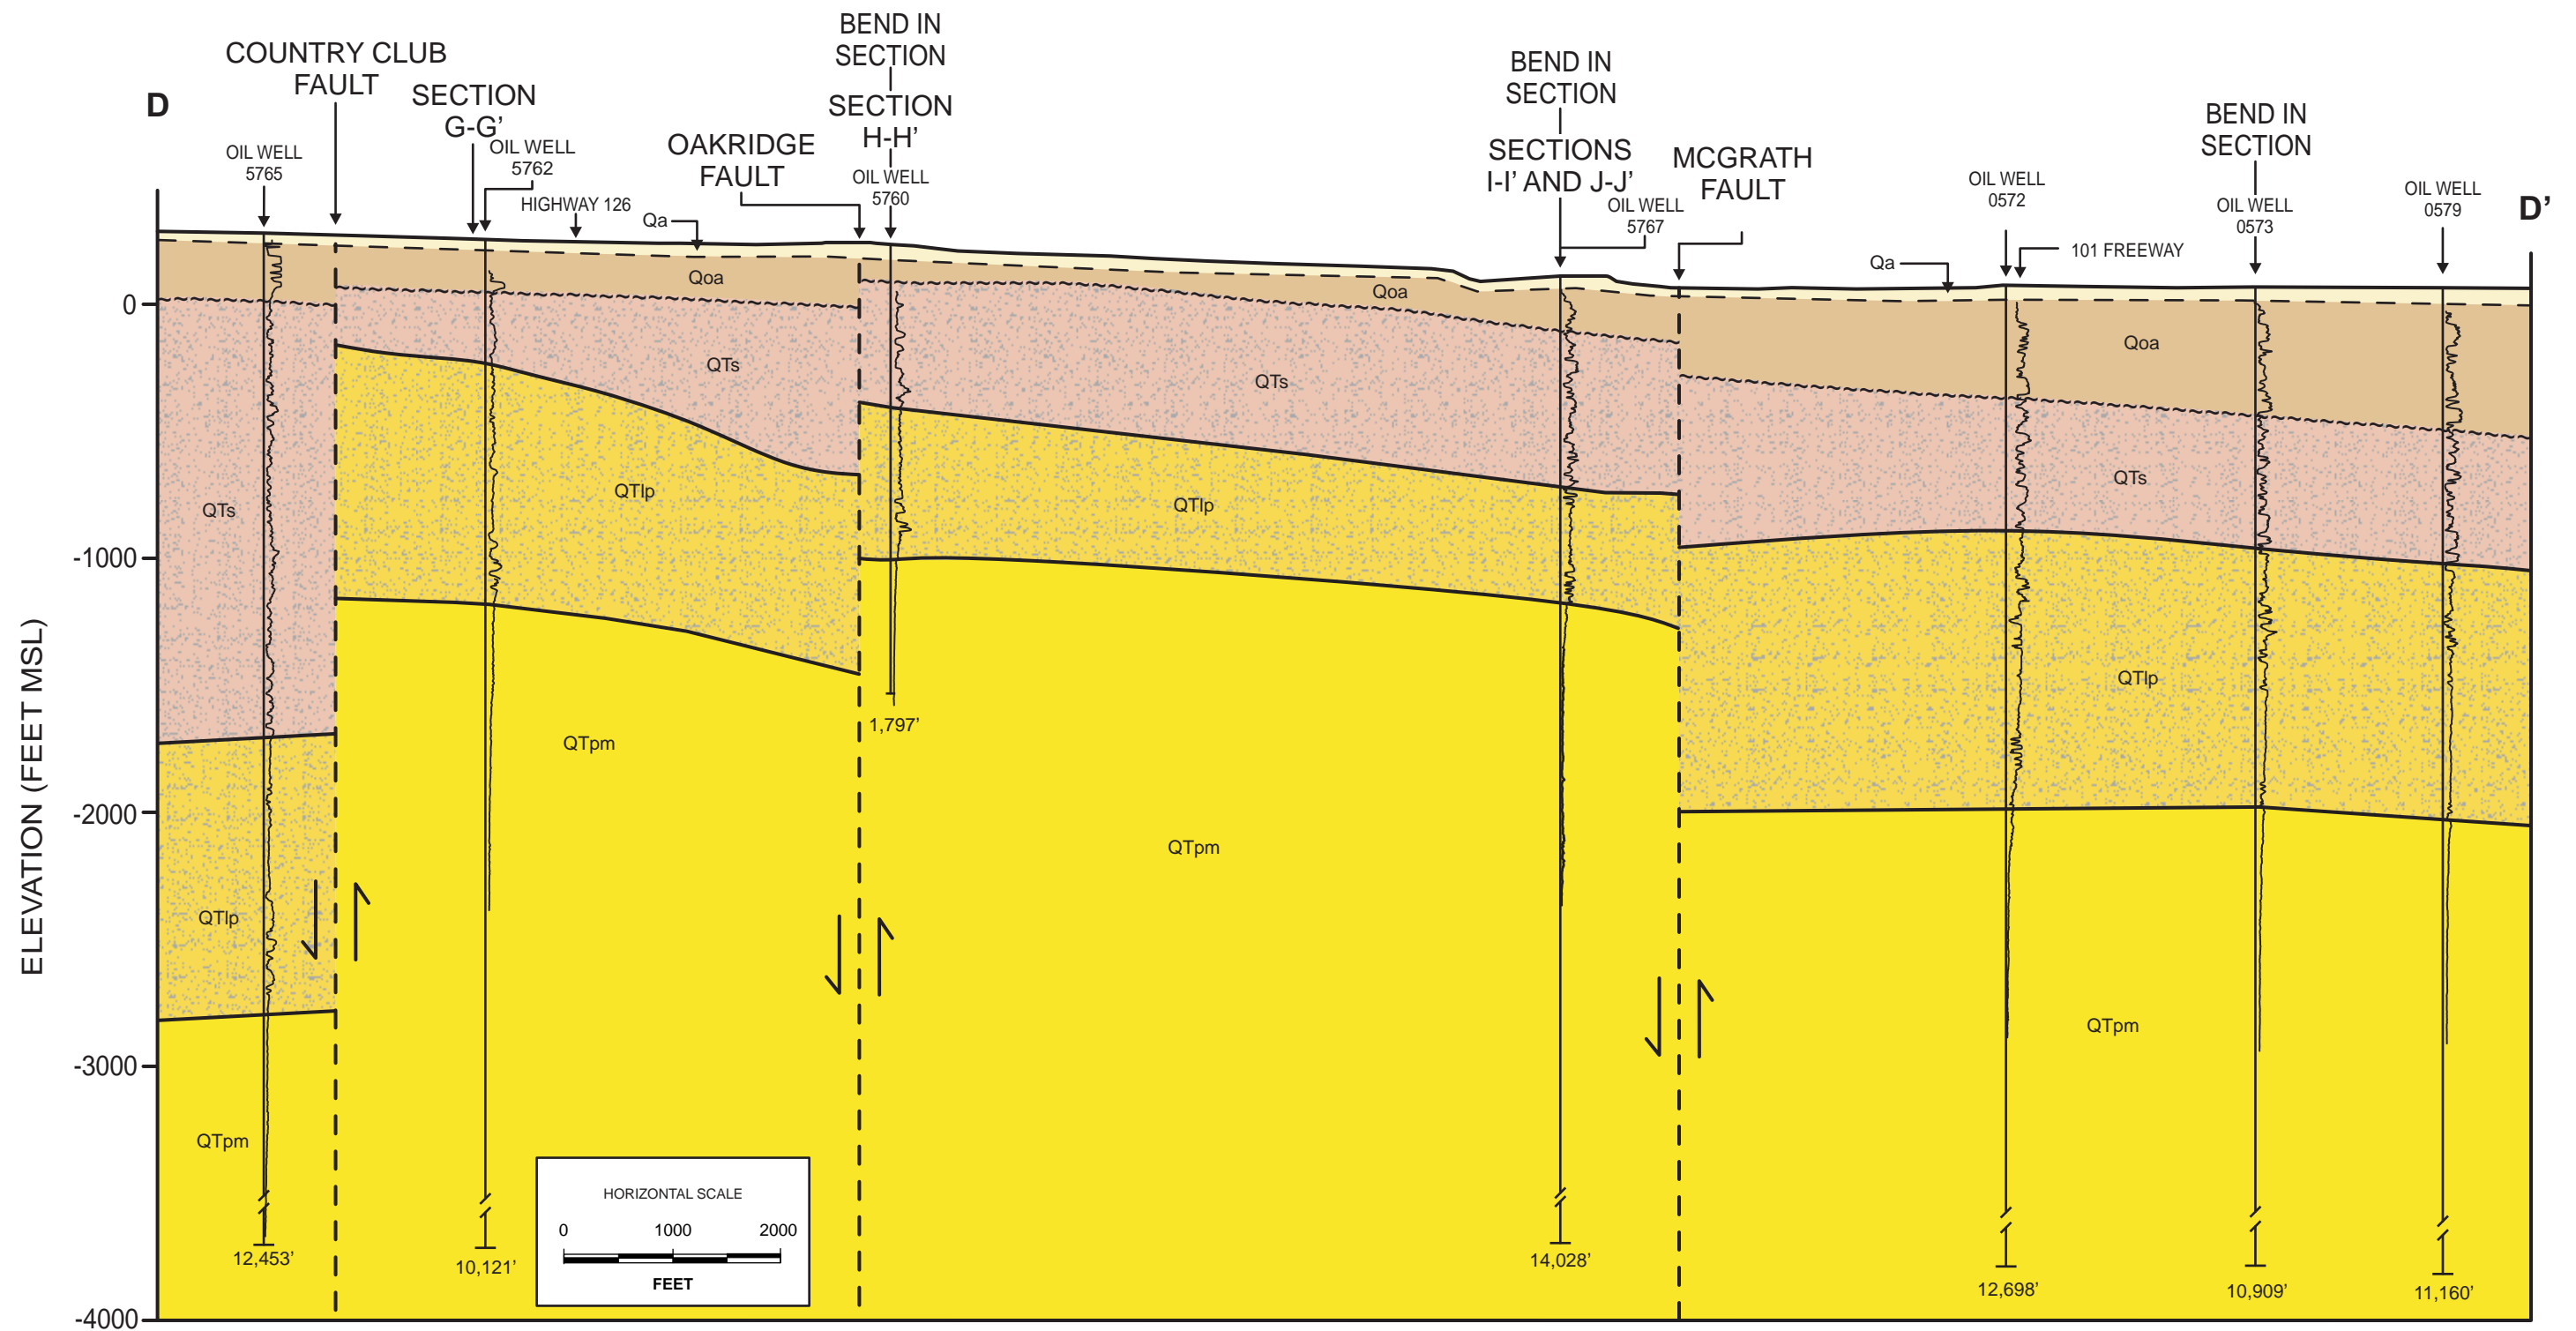 BEND IN
SECTION
COUNTRY CLUB
FAULT
BEND IN
SECTION
D
SECTION
G-G’
SECTION
H-H’
BEND IN
SECTION
OIL WELL
5765
OIL WELL
5762
OAKRIDGE
FAULT
SECTIONS
I-I’ AND J-J’
MCGRATH
FAULT
OIL WELL
5760
OIL WELL
0572
OIL WELL
0579
D’
HIGHWAY 126
Qa
OIL WELL
5767
OIL WELL
0573
101 FREEWAY
Qa
Qoa
Qoa
0
Qoa
QTs
QTs
QTs
QTs
QTlp
QTlp
-1000
ELEVATION (FEET MSL)
QTlp
1,797’
QTpm
-2000
QTpm
QTlp
QTpm
-3000
QTpm
HORIZONTAL SCALE
0 1000 2000
FEET
12,453’
10,121’
14,028’
12,698’
10,909’
11,160’
-4000